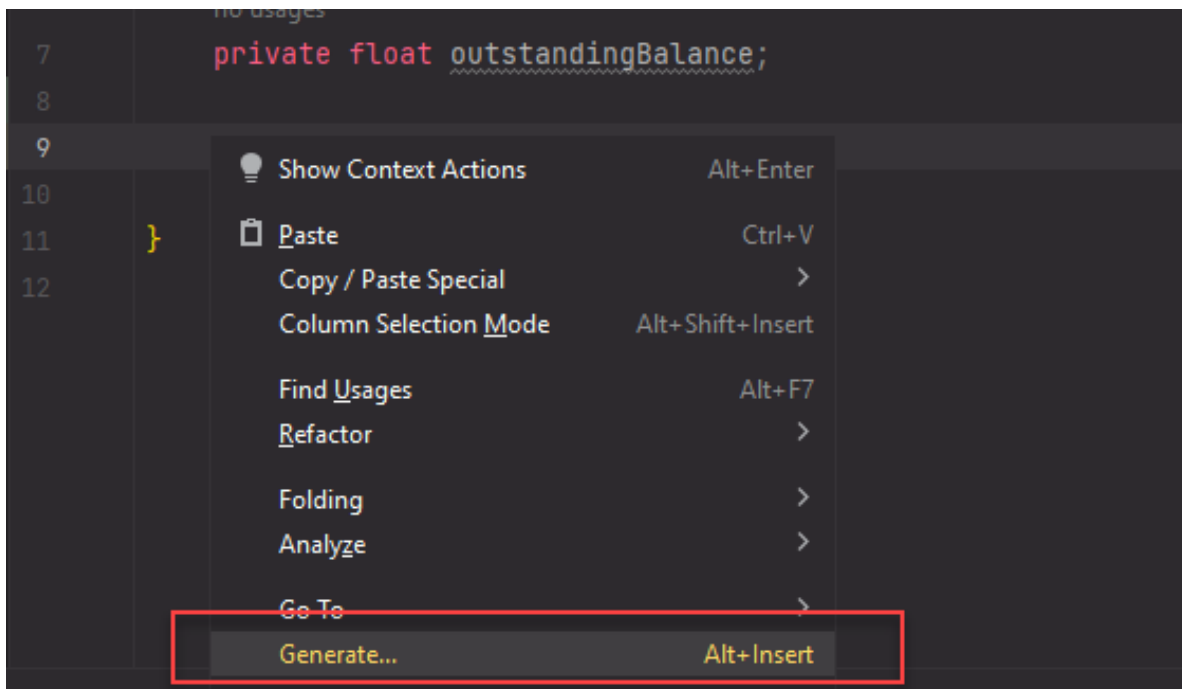 no usages
7 private float outstandingBalance;
8
9
Show Context Actions Alt+Enter
10
11 } Paste Ctrl+V
Copy / Paste Special >
12
Column Selection Mode Alt+Shift+Insert
Find Usages Alt+F7
Refactor >
Folding >
Analyze >
Go To >
Generate... Alt+Insert